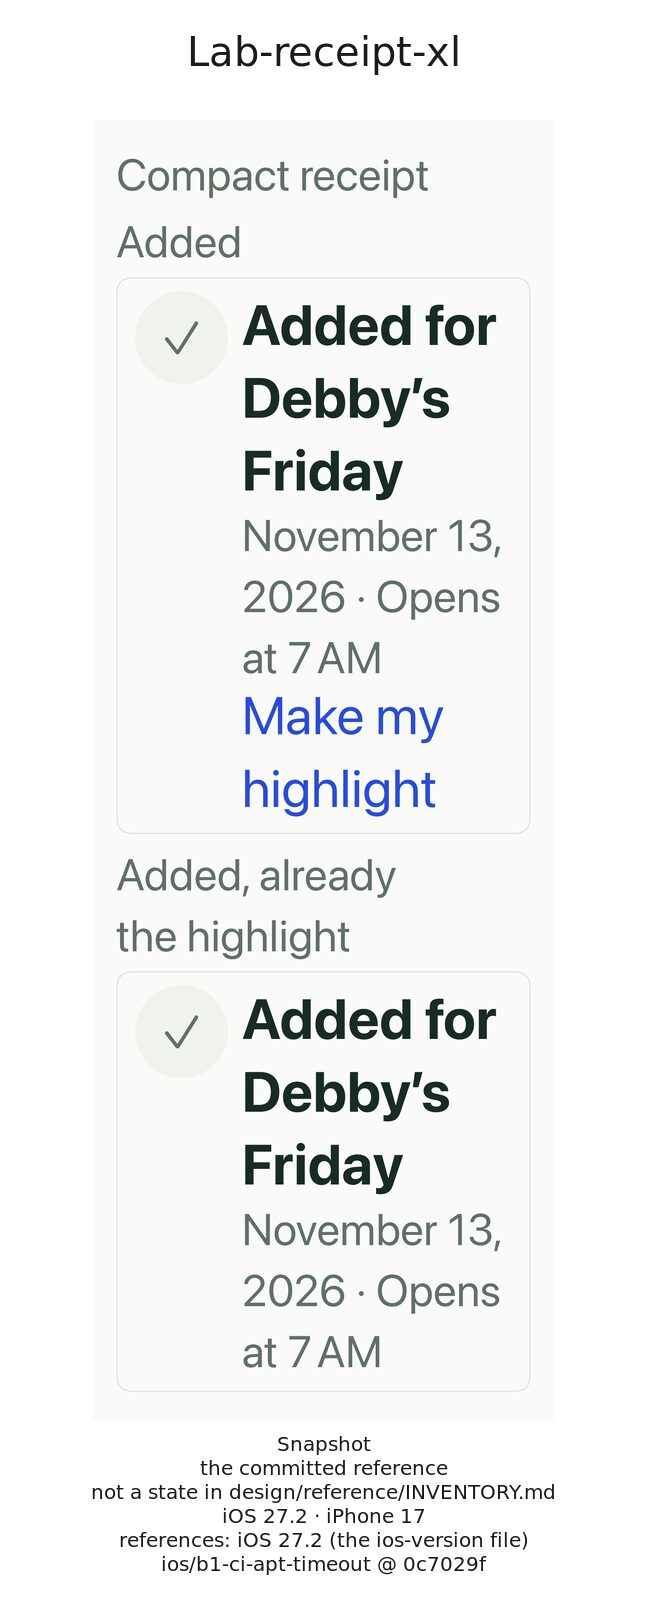 Lab-receipt-xl
Compact receipt
Added
Added for
Debby’s
Friday
November 13,
2026 · Opens
at 7 AM
Make my
highlight
Added, already
the highlight
Added for
Debby’s
Friday
November 13,
2026 · Opens
at 7 AM
Snapshot
the committed reference
not a state in design/reference/INVENTORY.md
iOS 27.2 · iPhone 17
references: iOS 27.2 (the ios-version file)
ios/b1-ci-apt-timeout @ 0c7029f